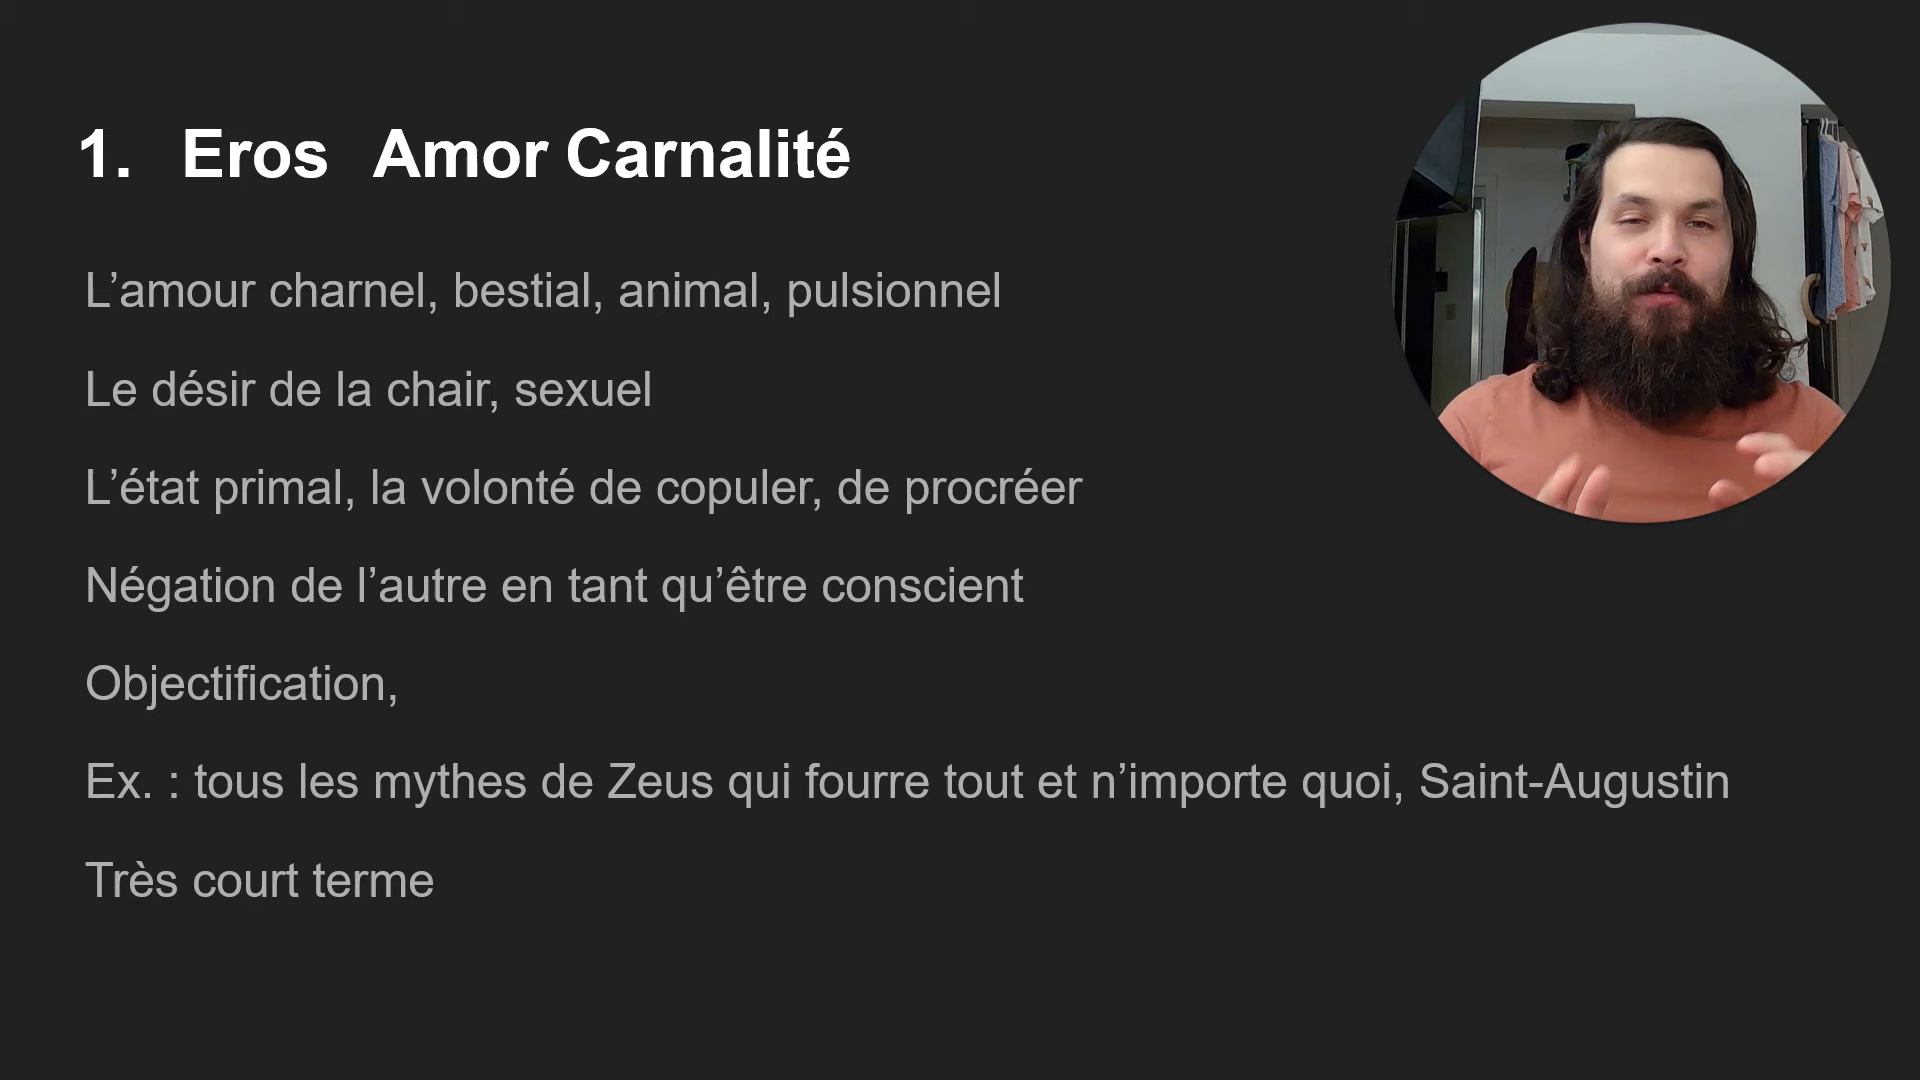 1. Eros Amor Carnalité
L’amour charnel, bestial, animal, pulsionnel
Le désir de la chair, sexuel
L’état primal, la volonté de copuler, de procréer
Négation de l’autre en tant qu’être conscient
Objectification,
Ex. : tous les mythes de Zeus qui fourre tout et n’importe quoi, Saint-Augustin
Très court terme